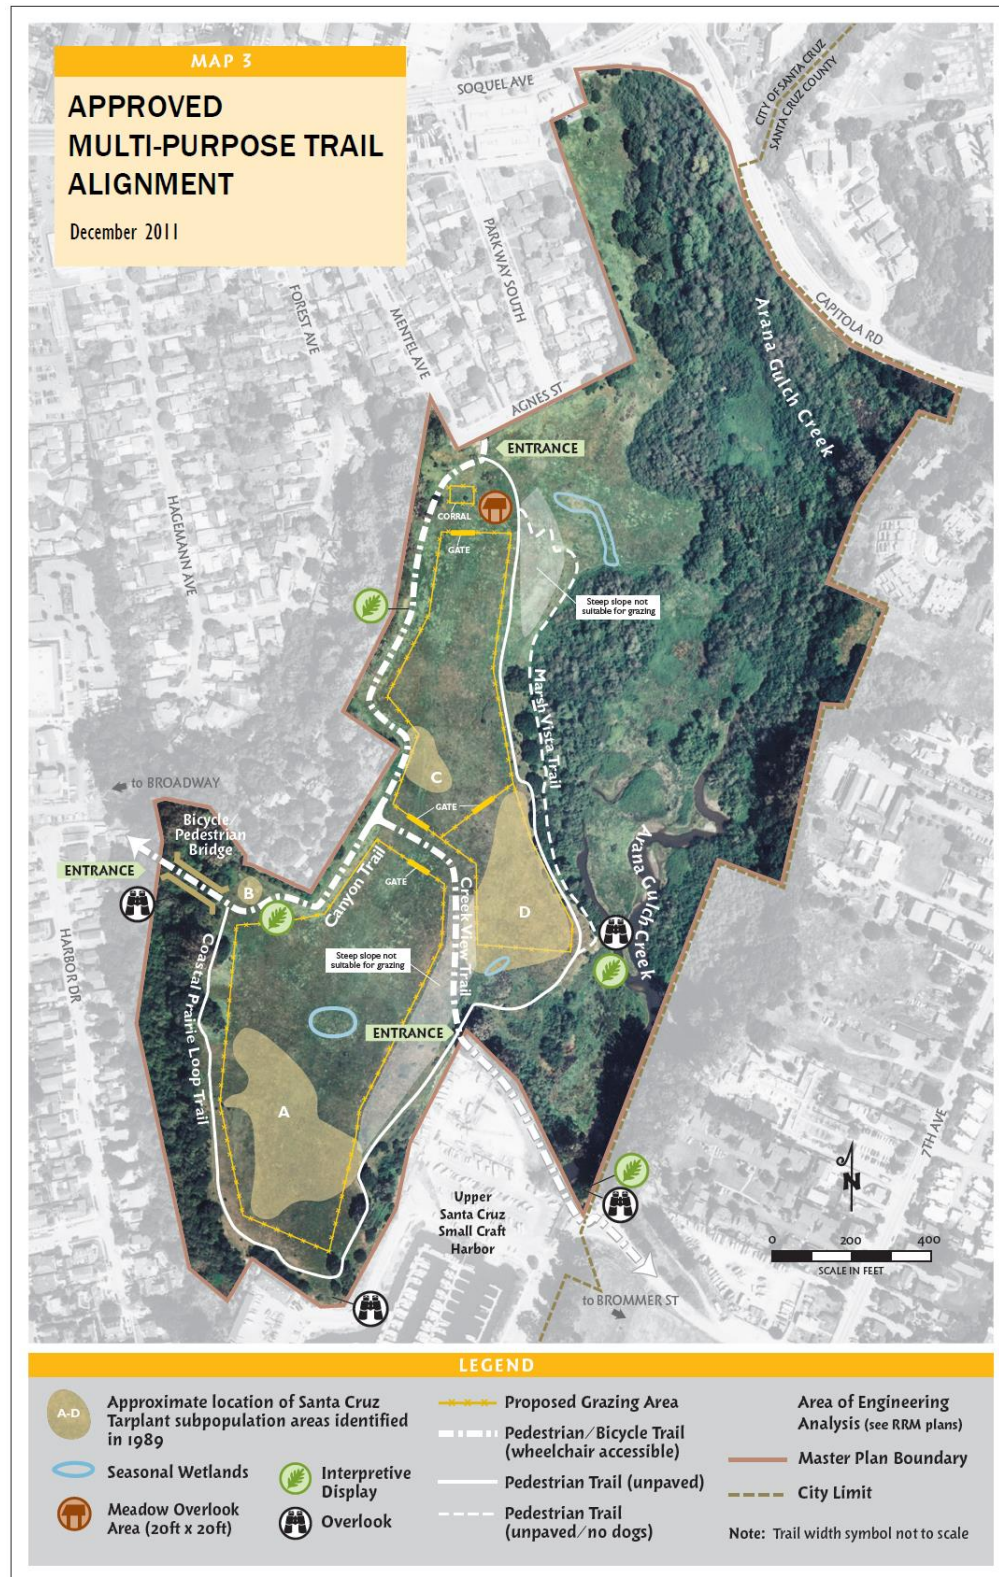 MAP 3
APPROVED
MULTI-PURPOSE TRAIL
ALIGNMENT
December 2011
SOQUEL AVE
CITY OF SANTA CRUZ
SANTA CRUZ COUNTY
PARKWAY SOUTH
FOREST AVE
MENTEL AVE
CAPITOLA RD
Arana Gulch Creek
AGNES ST
ENTRANCE
HAGEMANN AVE
CORRAL
GATE
Steep slope not
suitable for grazing
Marsh Vista Trail
C
to BROADWAY
GATE
Bicycle/
Pedestrian
Bridge
ENTRANCE
B
Canyon Trail
GATE
Creek View Trail
D
Arana Gulch Creek
HARBOR DR
Coastal Prairie Loop Trail
Steep slope not
suitable for grazing
ENTRANCE
A
7TH AVE
Upper
Santa Cruz
Small Craft
Harbor
N
0 200 400
SCALE IN FEET
to BROMMER ST
LEGEND
A-D
Approximate location of Santa Cruz
Tarplant subpopulation areas identified
in 1989
Seasonal Wetlands
Meadow Overlook
Area (20ft x 20ft)
Interpretive
Display
Overlook
Proposed Grazing Area
Pedestrian/Bicycle Trail
(wheelchair accessible)
Pedestrian Trail (unpaved)
Pedestrian Trail
(unpaved/no dogs)
Area of Engineering
Analysis (see RRM plans)
Master Plan Boundary
City Limit
Note: Trail width symbol not to scale